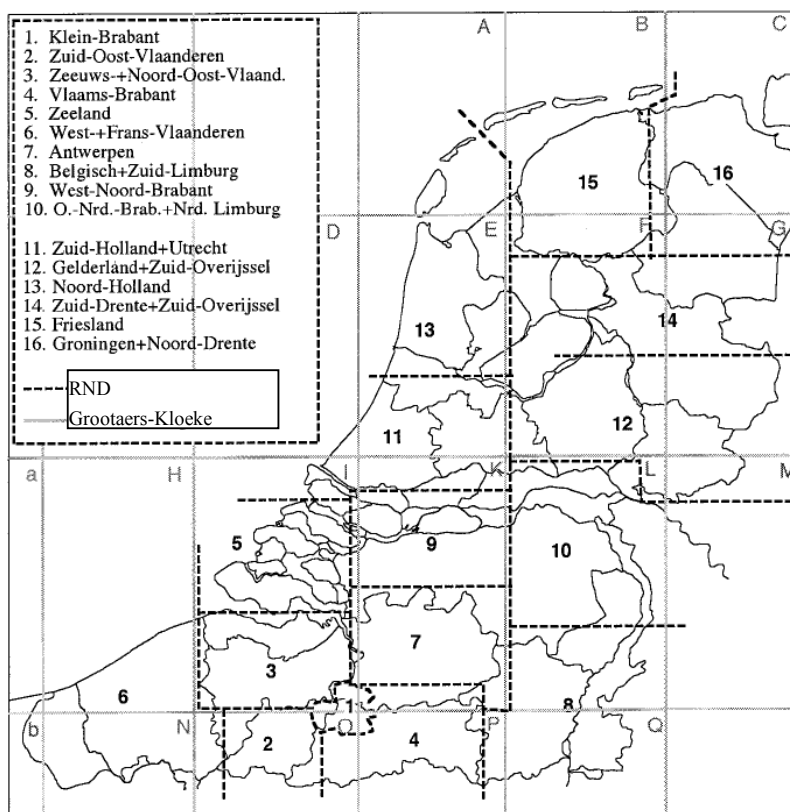 1. Klein-Brabant
2. Zuid-Oost-Vlaanderen
3. Zeeuws-+Noord-Oost-Vlaand.
4. Vlaams-Brabant
5. Zeeland
6. West-+Frans-Vlaanderen
7. Antwerpen
8. Belgisch+Zuid-Limburg
9. West-Noord-Brabant
10. O.-Nrd.-Brab.+Nrd. Limburg
11. Zuid-Holland+Utrecht
12. Gelderland+Zuid-Overijssel
13. Noord-Holland
14. Zuid-Drente+Zuid-Overijssel
15. Friesland
16. Groningen+Noord-Drente
RND
Grootaers-Kloeke
A B C
15 16
D E F G
13 14
11 12
a H I K L M
5 9 10
7
3
6 1 8
b N O P Q
2 4